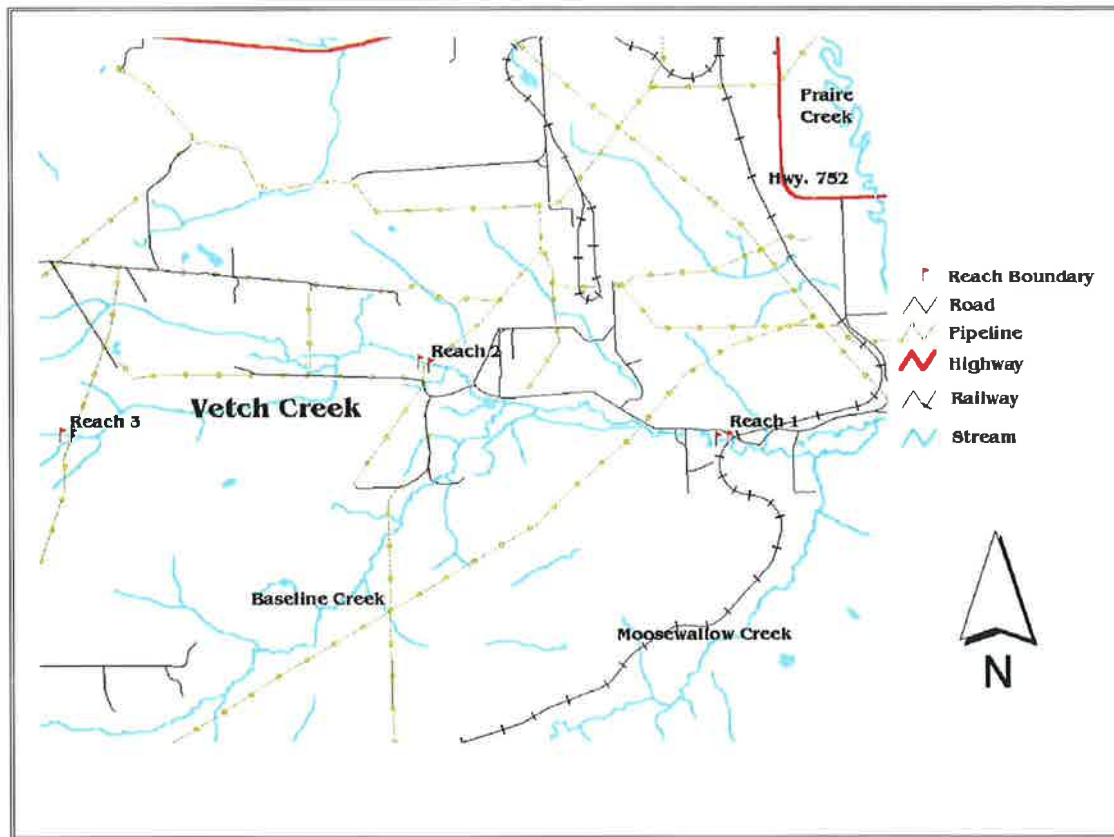 Praire
Creek
Hwy. 752
Reach Boundary
Road
Pipeline
Highway
Railway
Stream
Reach 2
Vetch Creek
Reach 3
Reach 1
Baseline Creek
Moosewallow Creek
N